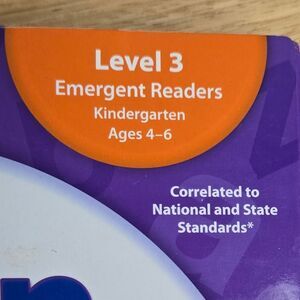 Level 3
Emergent Readers
Kindergarten
Ages 4–6
Correlated to
National and State
Standards*